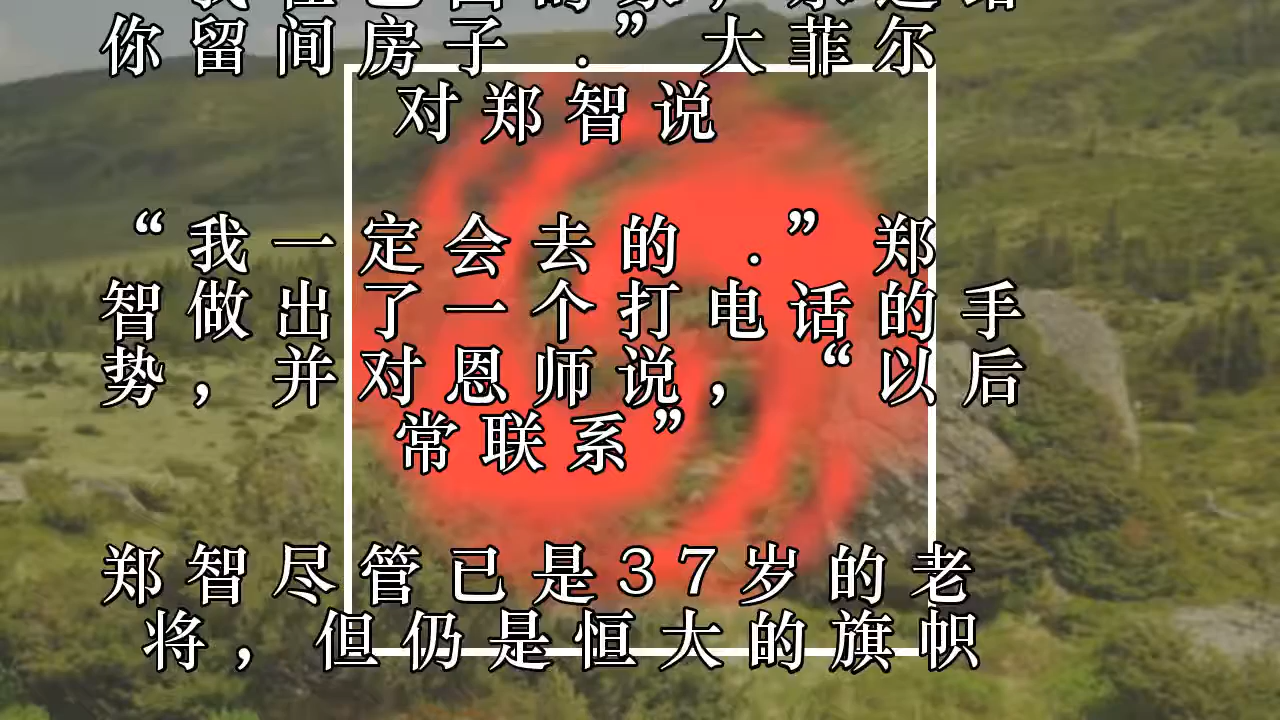 你留间房子 .”大菲尔
对郑智说
“我一定会去的 .”郑
智做出了一个打电话的手
势，并对恩师说，“以后
常联系”
郑智尽管已是37岁的老
将，但仍是恒大的旗帜